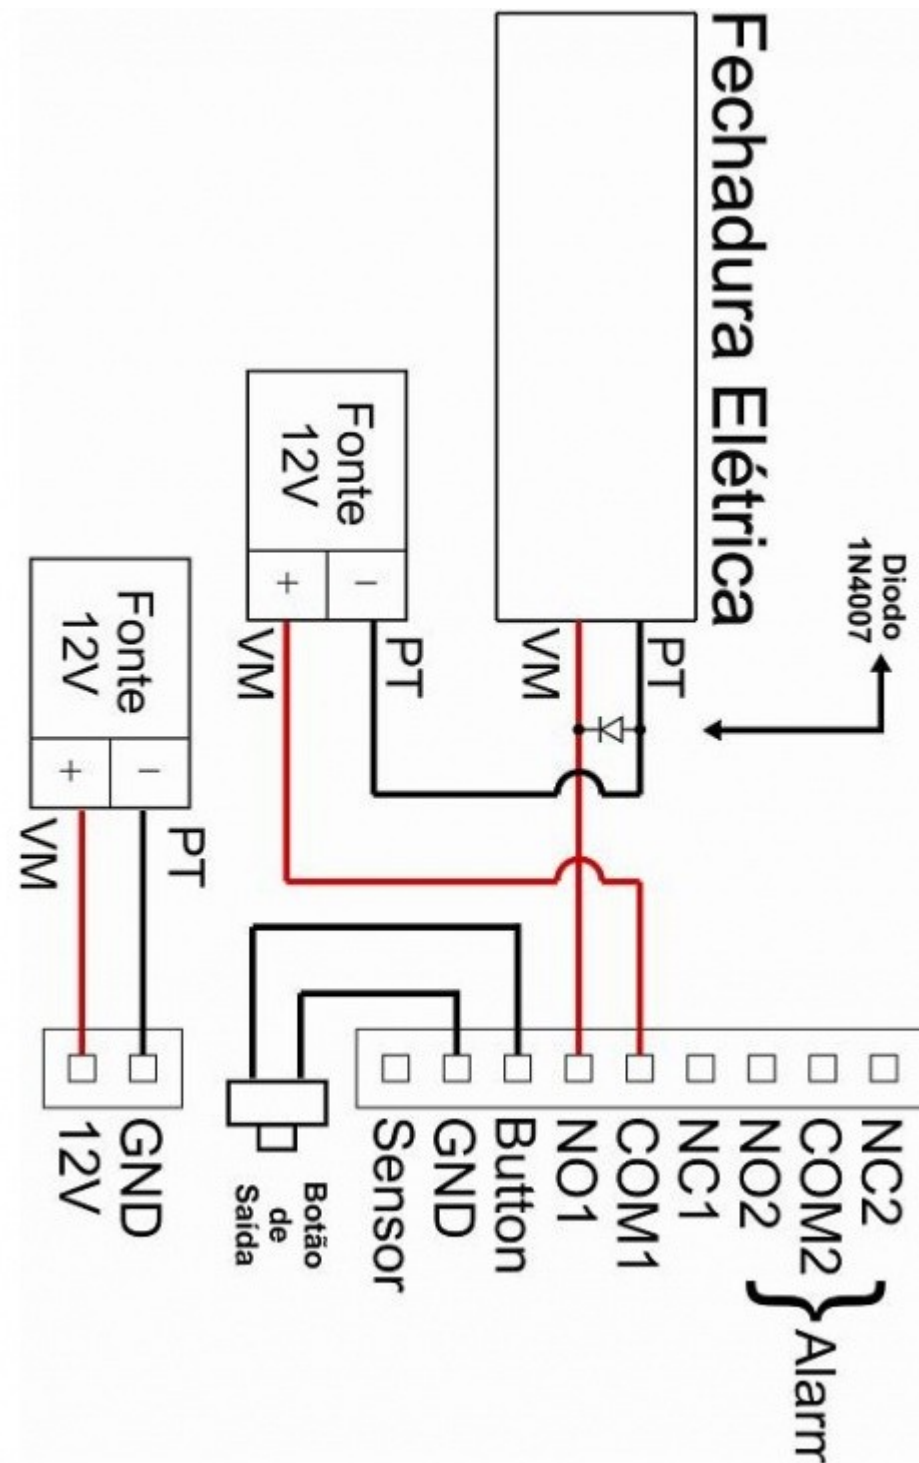 Fechadura Elétrica
Diodo
1N4007
Fonte
12V
+
−
VM
PT
VM
PT
Fonte
12V
+
−
VM
PT
12V
GND
Botão
de
Saída
Sensor
GND
Button
NO1
COM1
NC1
NO2
COM2
NC2
Alarm